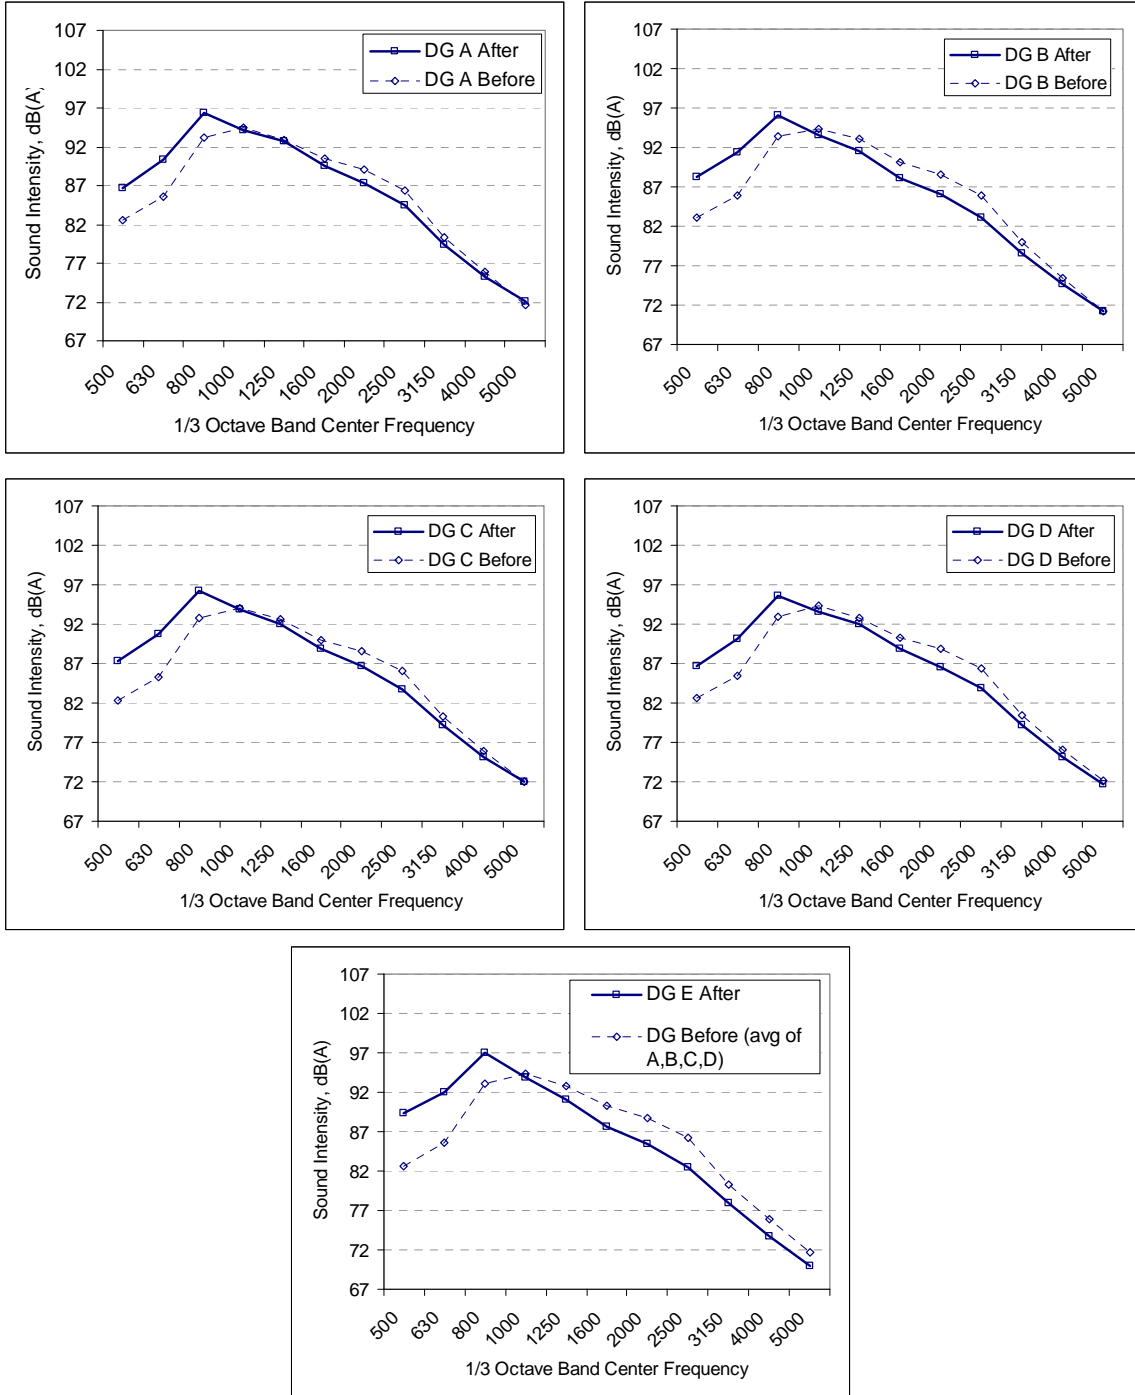 107
102
97
92
87
82
77
72
67
Sound Intensity, dB(A)
DG A After
DG A Before
500 630 800 1000 1250 1600 2000 2500 3150 4000 5000
1/3 Octave Band Center Frequency
107
102
97
92
87
82
77
72
67
Sound Intensity, dB(A)
DG B After
DG B Before
500 630 800 1000 1250 1600 2000 2500 3150 4000 5000
1/3 Octave Band Center Frequency
107
102
97
92
87
82
77
72
67
Sound Intensity, dB(A)
DG C After
DG C Before
500 630 800 1000 1250 1600 2000 2500 3150 4000 5000
1/3 Octave Band Center Frequency
107
102
97
92
87
82
77
72
67
Sound Intensity, dB(A)
DG D After
DG D Before
500 630 800 1000 1250 1600 2000 2500 3150 4000 5000
1/3 Octave Band Center Frequency
107
102
97
92
87
82
77
72
67
Sound Intensity, dB(A)
DG E After
DG Before (avg of
A,B,C,D)
500 630 800 1000 1250 1600 2000 2500 3150 4000 5000
1/3 Octave Band Center Frequency